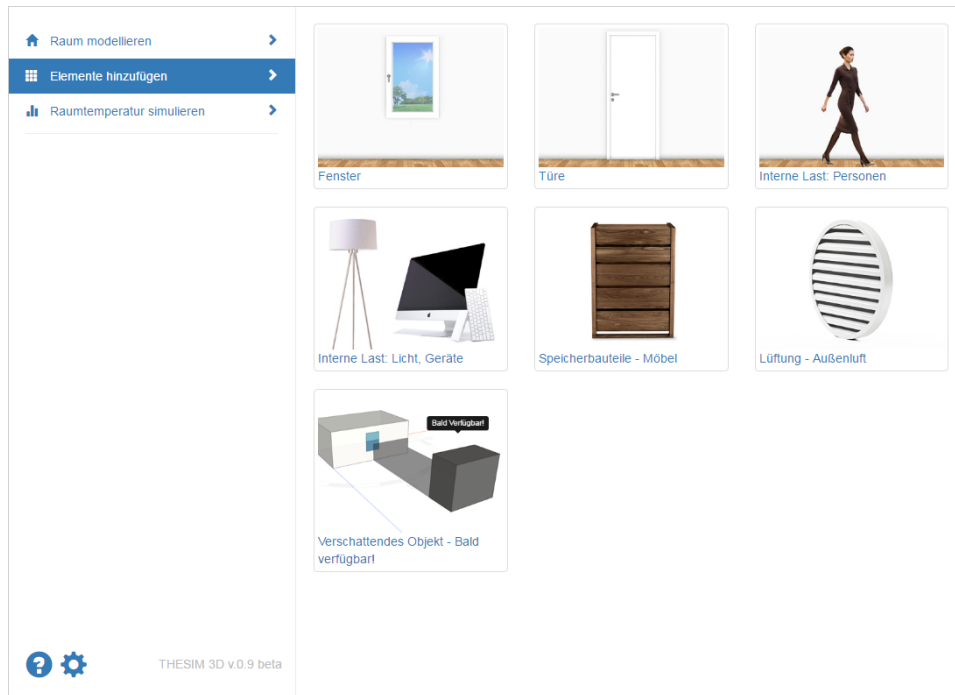 Raum modellieren
Elemente hinzufügen
Raumtemperatur simulieren
Fenster
Türe
Interne Last: Personen
Interne Last: Licht, Geräte
Speicherbauteile - Möbel
Lüftung - Außenluft
Bald Verfügbar!
Verschattendes Objekt - Bald
verfügbar!
THESIM 3D v.0.9 beta